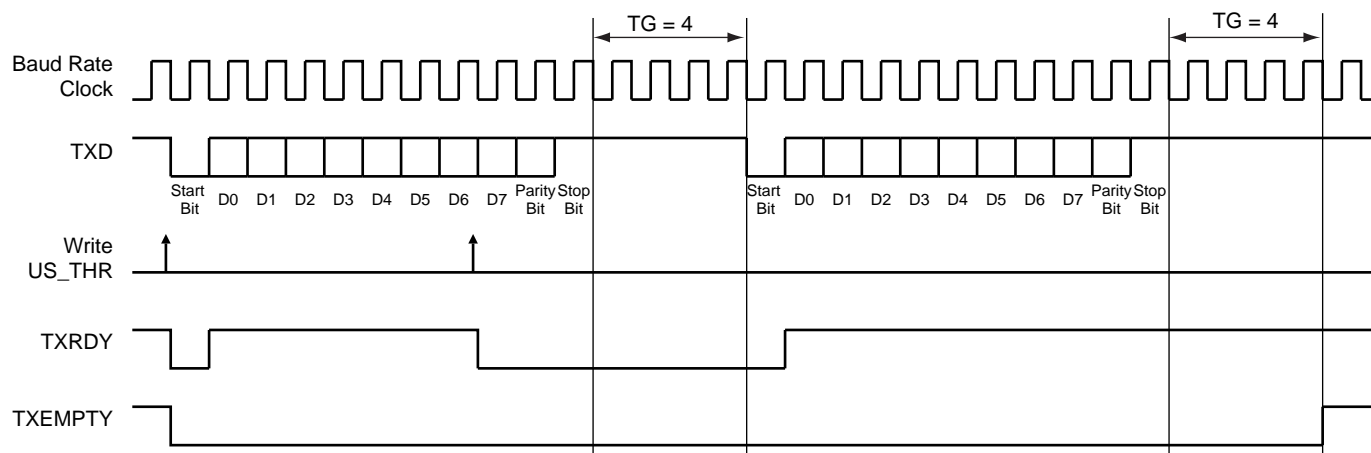 TG = 4
TG = 4
Baud Rate
Clock
TXD
Start
Bit
D0
D1
D2
D3
D4
D5
D6
D7
Parity
Bit
Stop
Bit
Start
Bit
D0
D1
D2
D3
D4
D5
D6
D7
Parity
Bit
Stop
Bit
Write
US_THR
TXRDY
TXEMPTY